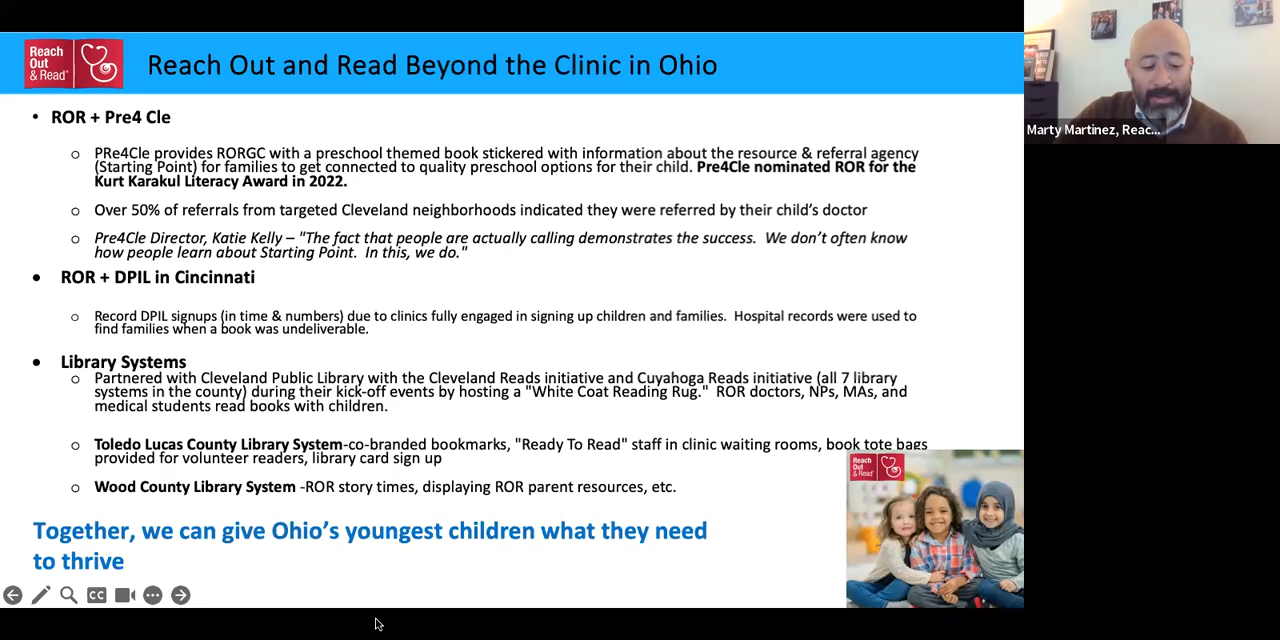 Reach
Out
& Read®
Reach Out and Read Beyond the Clinic in Ohio
• ROR + Pre4 Cle
o PRe4Cle provides RORGC with a preschool themed book stickered with information about the resource & referral agency
(Starting Point) for families to get connected to quality preschool options for their child. Pre4Cle nominated ROR for the
Kurt Karakul Literacy Award in 2022.
o Over 50% of referrals from targeted Cleveland neighborhoods indicated they were referred by their child's doctor
o Pre4Cle Director, Katie Kelly – "The fact that people are actually calling demonstrates the success. We don't often know
how people learn about Starting Point. In this, we do."
• ROR + DPIL in Cincinnati
o Record DPIL signups (in time & numbers) due to clinics fully engaged in signing up children and families. Hospital records were used to
find families when a book was undeliverable.
• Library Systems
o Partnered with Cleveland Public Library with the Cleveland Reads initiative and Cuyahoga Reads initiative (all 7 library
systems in the county) during their kick-off events by hosting a "White Coat Reading Rug." ROR doctors, NPs, MAs, and
medical students read books with children.
o Toledo Lucas County Library System-co-branded bookmarks, "Ready To Read" staff in clinic waiting rooms, book tote bags
provided for volunteer readers, library card sign up
o Wood County Library System -ROR story times, displaying ROR parent resources, etc.
Together, we can give Ohio's youngest children what they need
to thrive
Reach
Out
& Read
CC
Marty Martinez, Reac...